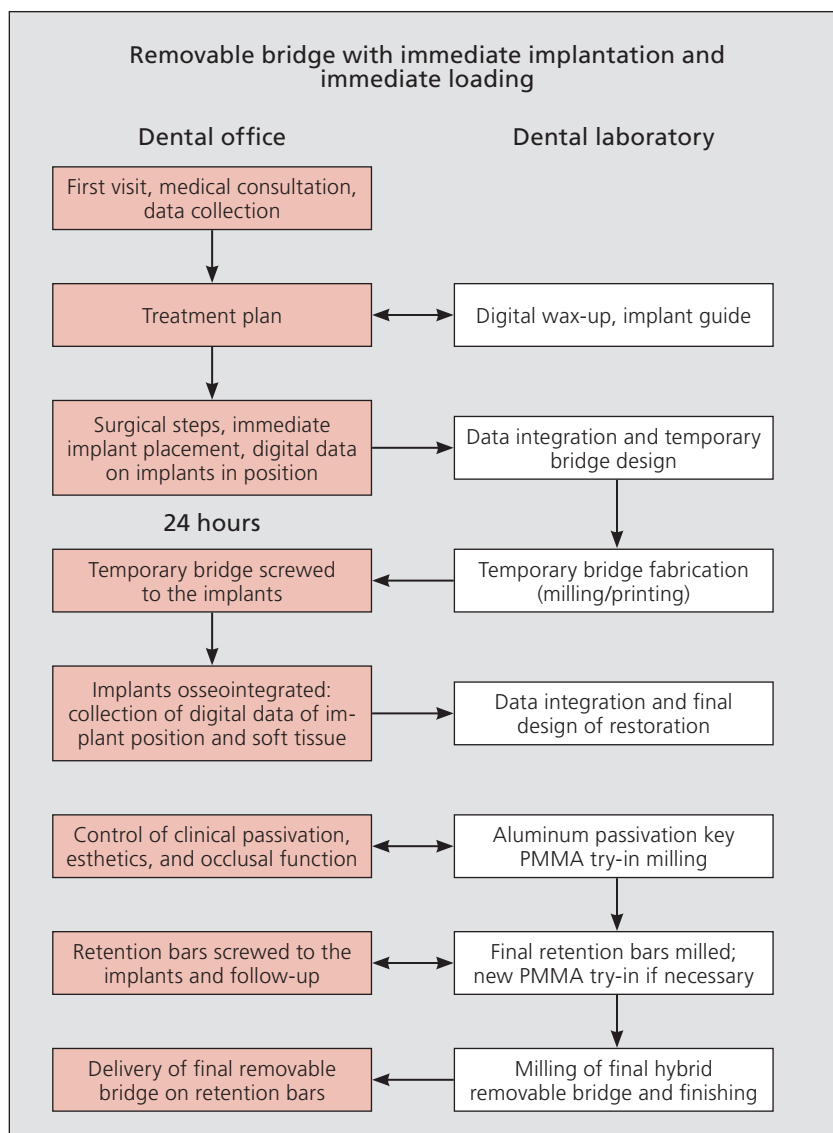 Removable bridge with immediate implantation and
immediate loading
Dental office
Dental laboratory
First visit, medical consultation,
data collection
Treatment plan
Digital wax-up, implant guide
Surgical steps, immediate
implant placement, digital data
on implants in position
Data integration and temporary
bridge design
24 hours
Temporary bridge screwed
to the implants
Temporary bridge fabrication
(milling/printing)
Implants osseointegrated:
collection of digital data of im-
plant position and soft tissue
Data integration and final
design of restoration
Control of clinical passivation,
esthetics, and occlusal function
Aluminum passivation key
PMMA try-in milling
Retention bars screwed to the
implants and follow-up
Final retention bars milled;
new PMMA try-in if necessary
Delivery of final removable
bridge on retention bars
Milling of final hybrid
removable bridge and finishing